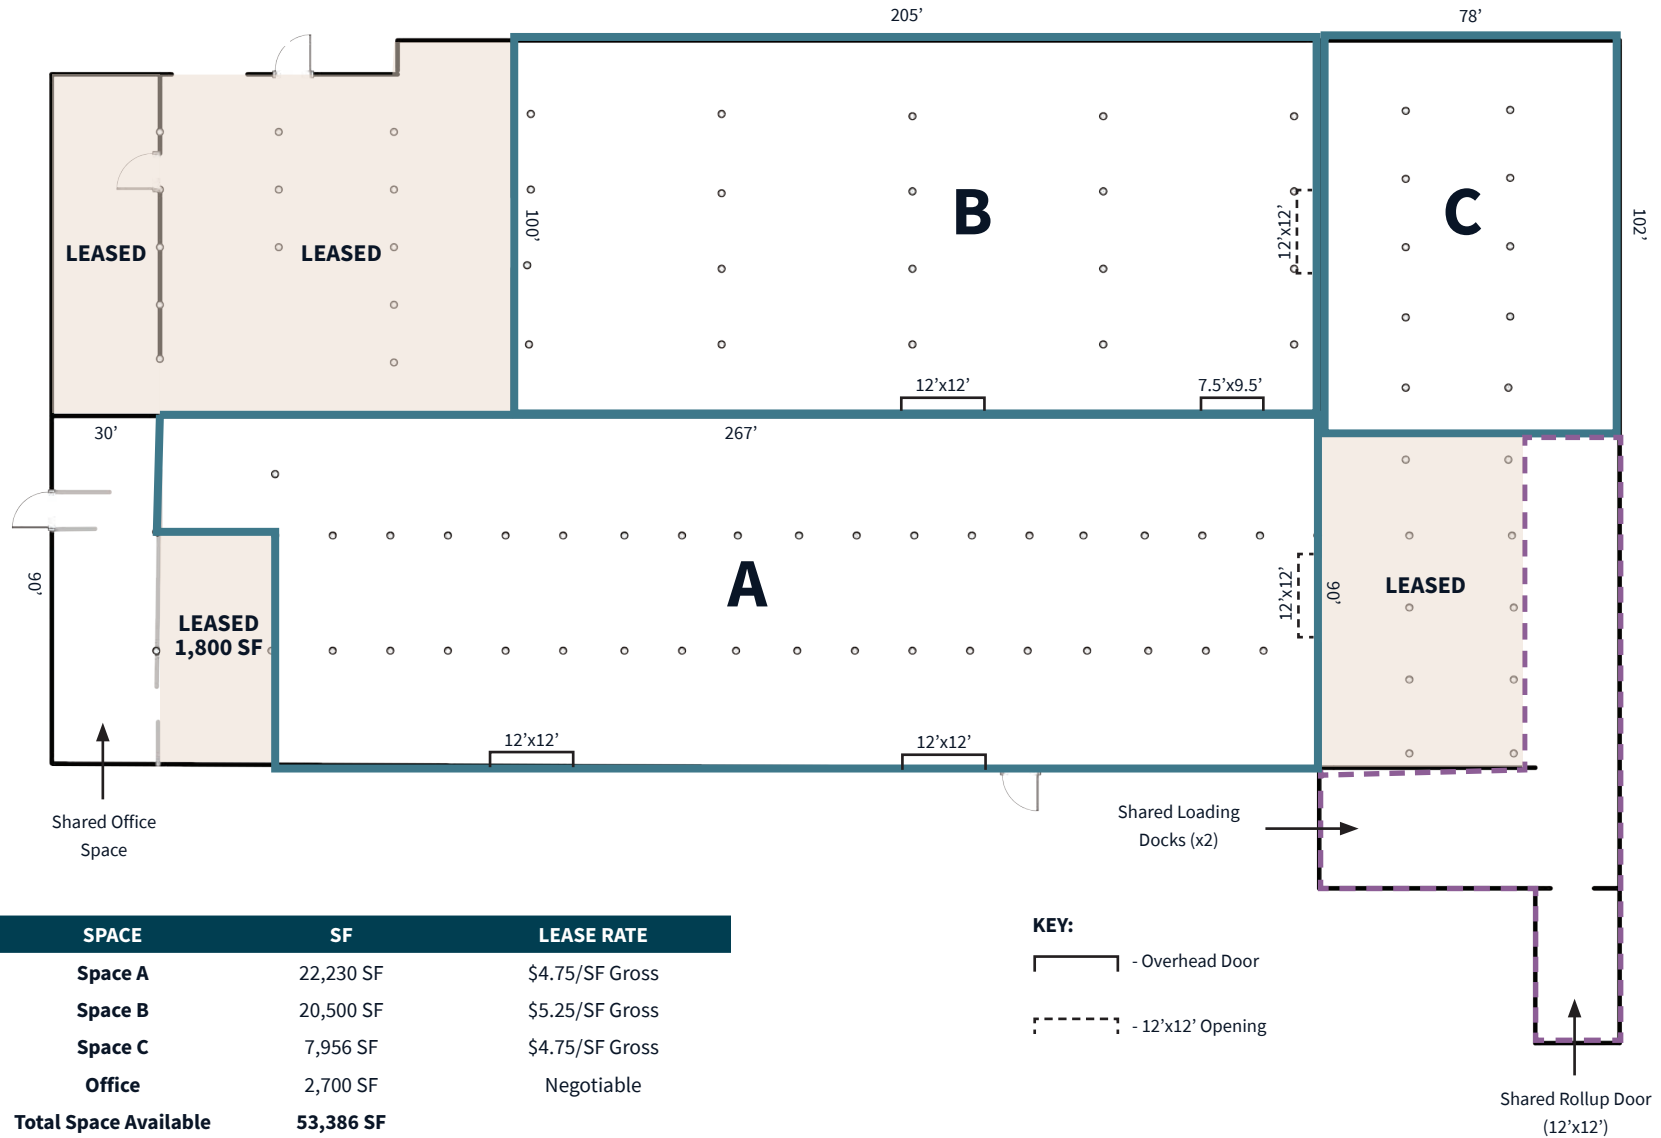 205’
78’
B
C
100’
12’x12’
102’
LEASED
LEASED
12’x12’
7.5’x9.5’
30’
267’
A
90’
12’x12’
90’
LEASED
LEASED
1,800 SF
12’x12’
12’x12’
Shared Office
Space
Shared Loading
Docks (x2)
SPACE SF LEASE RATE
Space A 22,230 SF $4.75/SF Gross
Space B 20,500 SF $5.25/SF Gross
Space C 7,956 SF $4.75/SF Gross
Office 2,700 SF Negotiable
Total Space Available 53,386 SF
KEY:
- Overhead Door
- 12’x12’ Opening
Shared Rollup Door
(12’x12’)